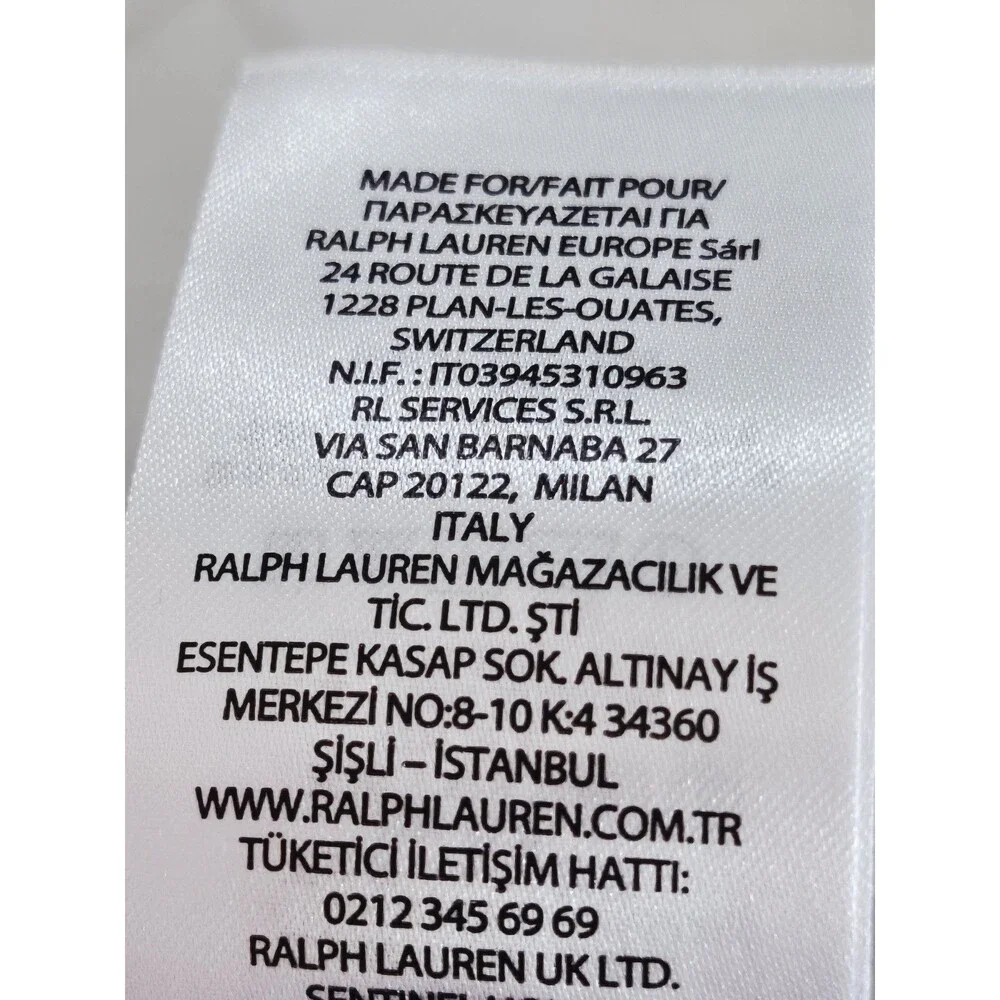 MADE FOR/FAIT POUR/
ΠΑΡΑΣΚΕΥΑΖΕΤΑΙ ΓΙΑ
RALPH LAUREN EUROPE Sárl
24 ROUTE DE LA GALAISE
1228 PLAN-LES-OUATES,
SWITZERLAND
N.I.F. : IT03945310963
RL SERVICES S.R.L.
VIA SAN BARNABA 27
CAP 20122, MILAN
ITALY
RALPH LAUREN MAĞAZACILIK VE
TİC. LTD. ŞTİ
ESENTEPE KASAP SOK. ALTINAY İŞ
MERKEZİ NO:8-10 K:4 34360
ŞİŞLİ – İSTANBUL
WWW.RALPHLAUREN.COM.TR
TÜKETİCİ İLETİŞİM HATTI:
0212 345 69 69
RALPH LAUREN UK LTD.